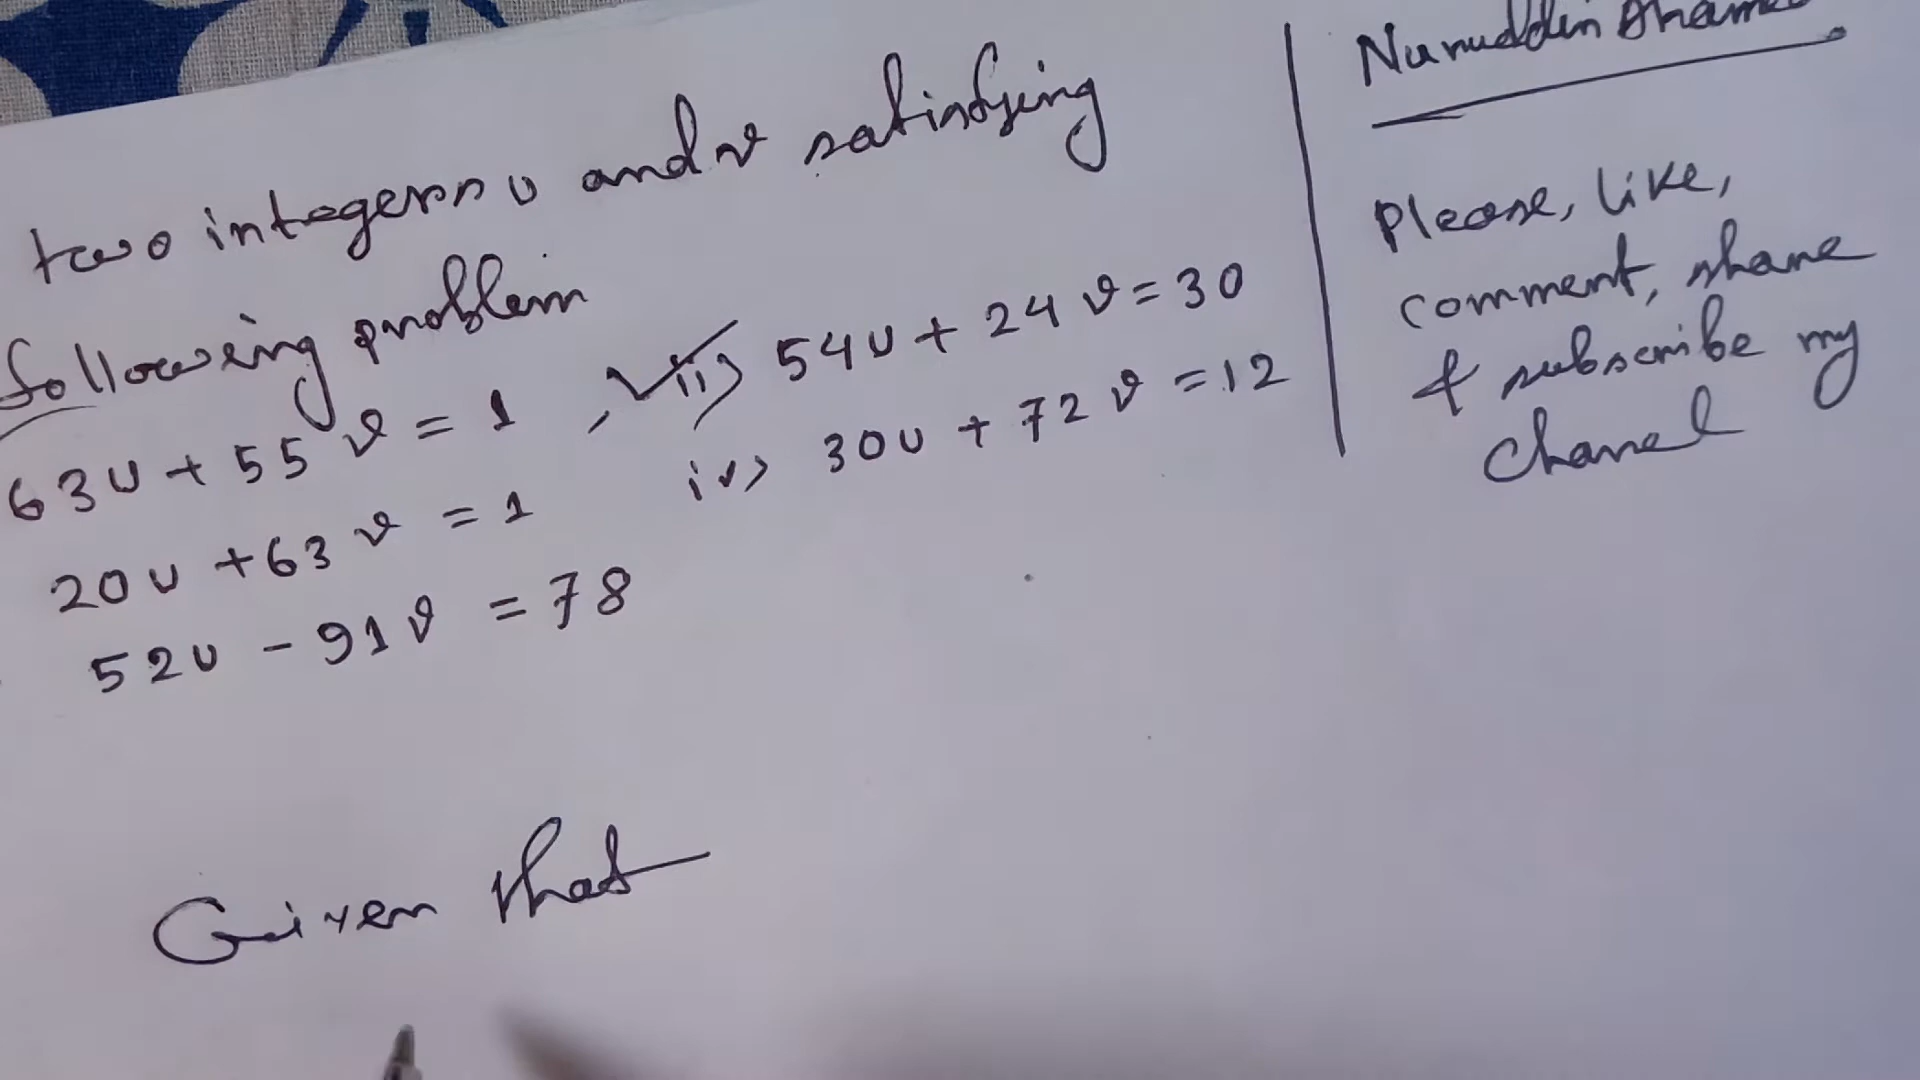 two integers u and v satisfying
following problem
63u + 55v = 1 , ii) 54u + 24v = 30
20u + 63v = 1 iv) 30u + 72v = 12
52u - 91v = 78
Given that
Nuruddin
Please, like,
comment, share
& subscribe my
Chanel